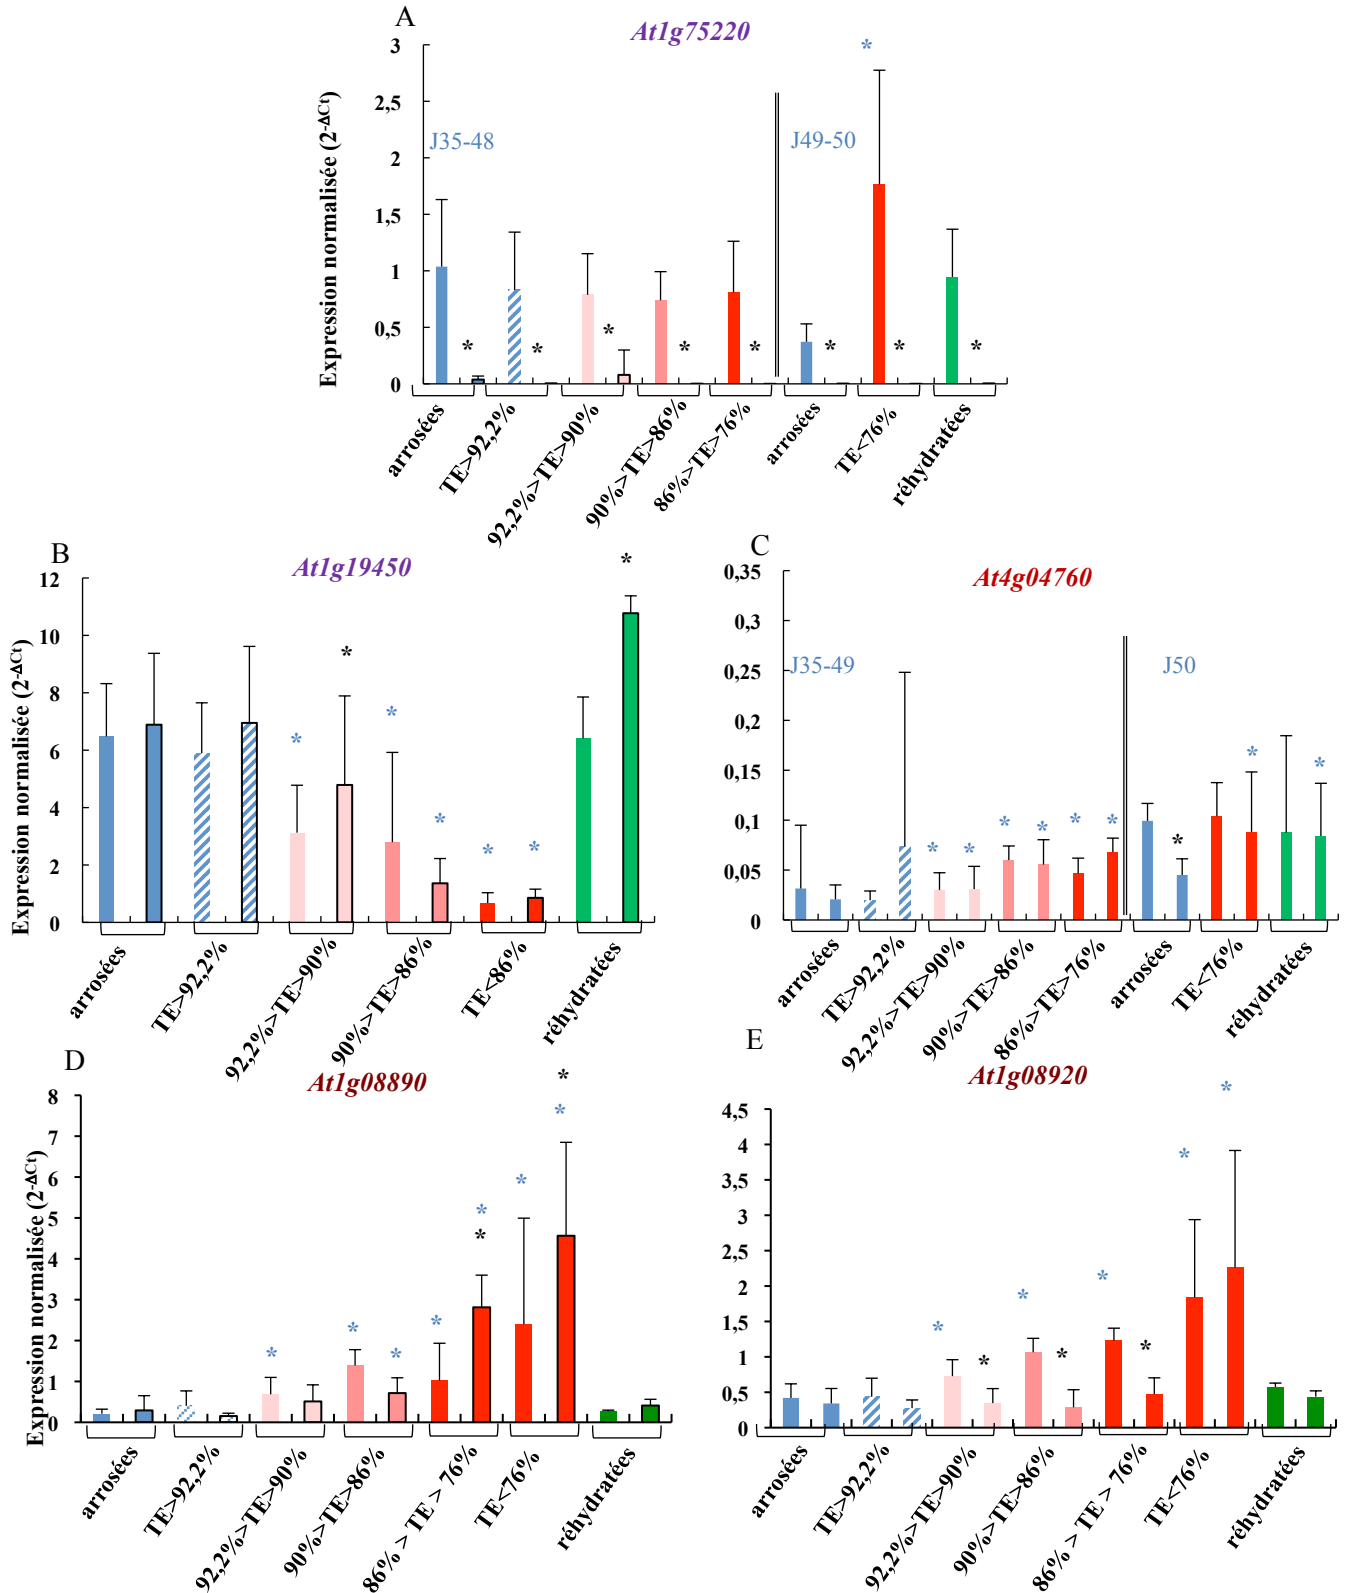 A
At1g75220
Expression normalisée (2-ΔCt)
3
2,5
2
1,5
1
0,5
0
J35-48
J49-50
*
* * * * * * * *
arrosées
TE>92,2%
92,2%>TE>90%
90%>TE>86%
86%>TE>76%
arrosées
TE<76%
réhydratées
B
At1g19450
Expression normalisée (2-ΔCt)
12
10
8
6
4
2
0
* * * * * * *
arrosées
TE>92,2%
92,2%>TE>90%
90%>TE>86%
TE<86%
réhydratées
C
At4g04760
0,35
0,3
0,25
0,2
0,15
0,1
0,05
0
J35-49
J50
* * * * * * * * *
arrosées
TE>92,2%
92,2%>TE>90%
90%>TE>86%
86%>TE>76%
arrosées
TE<76%
réhydratées
D
At1g08890
Expression normalisée (2-ΔCt)
8
7
6
5
4
3
2
1
0
* * * * * * * * *
arrosées
TE>92,2%
92,2%>TE>90%
90%>TE>86%
86% > TE > 76%
TE<76%
réhydratées
E
At1g08920
4,5
4
3,5
3
2,5
2
1,5
1
0,5
0
* * * * * * * *
arrosées
TE>92,2%
92,2%>TE>90%
90%>TE>86%
86% > TE > 76%
TE<76%
réhydratées